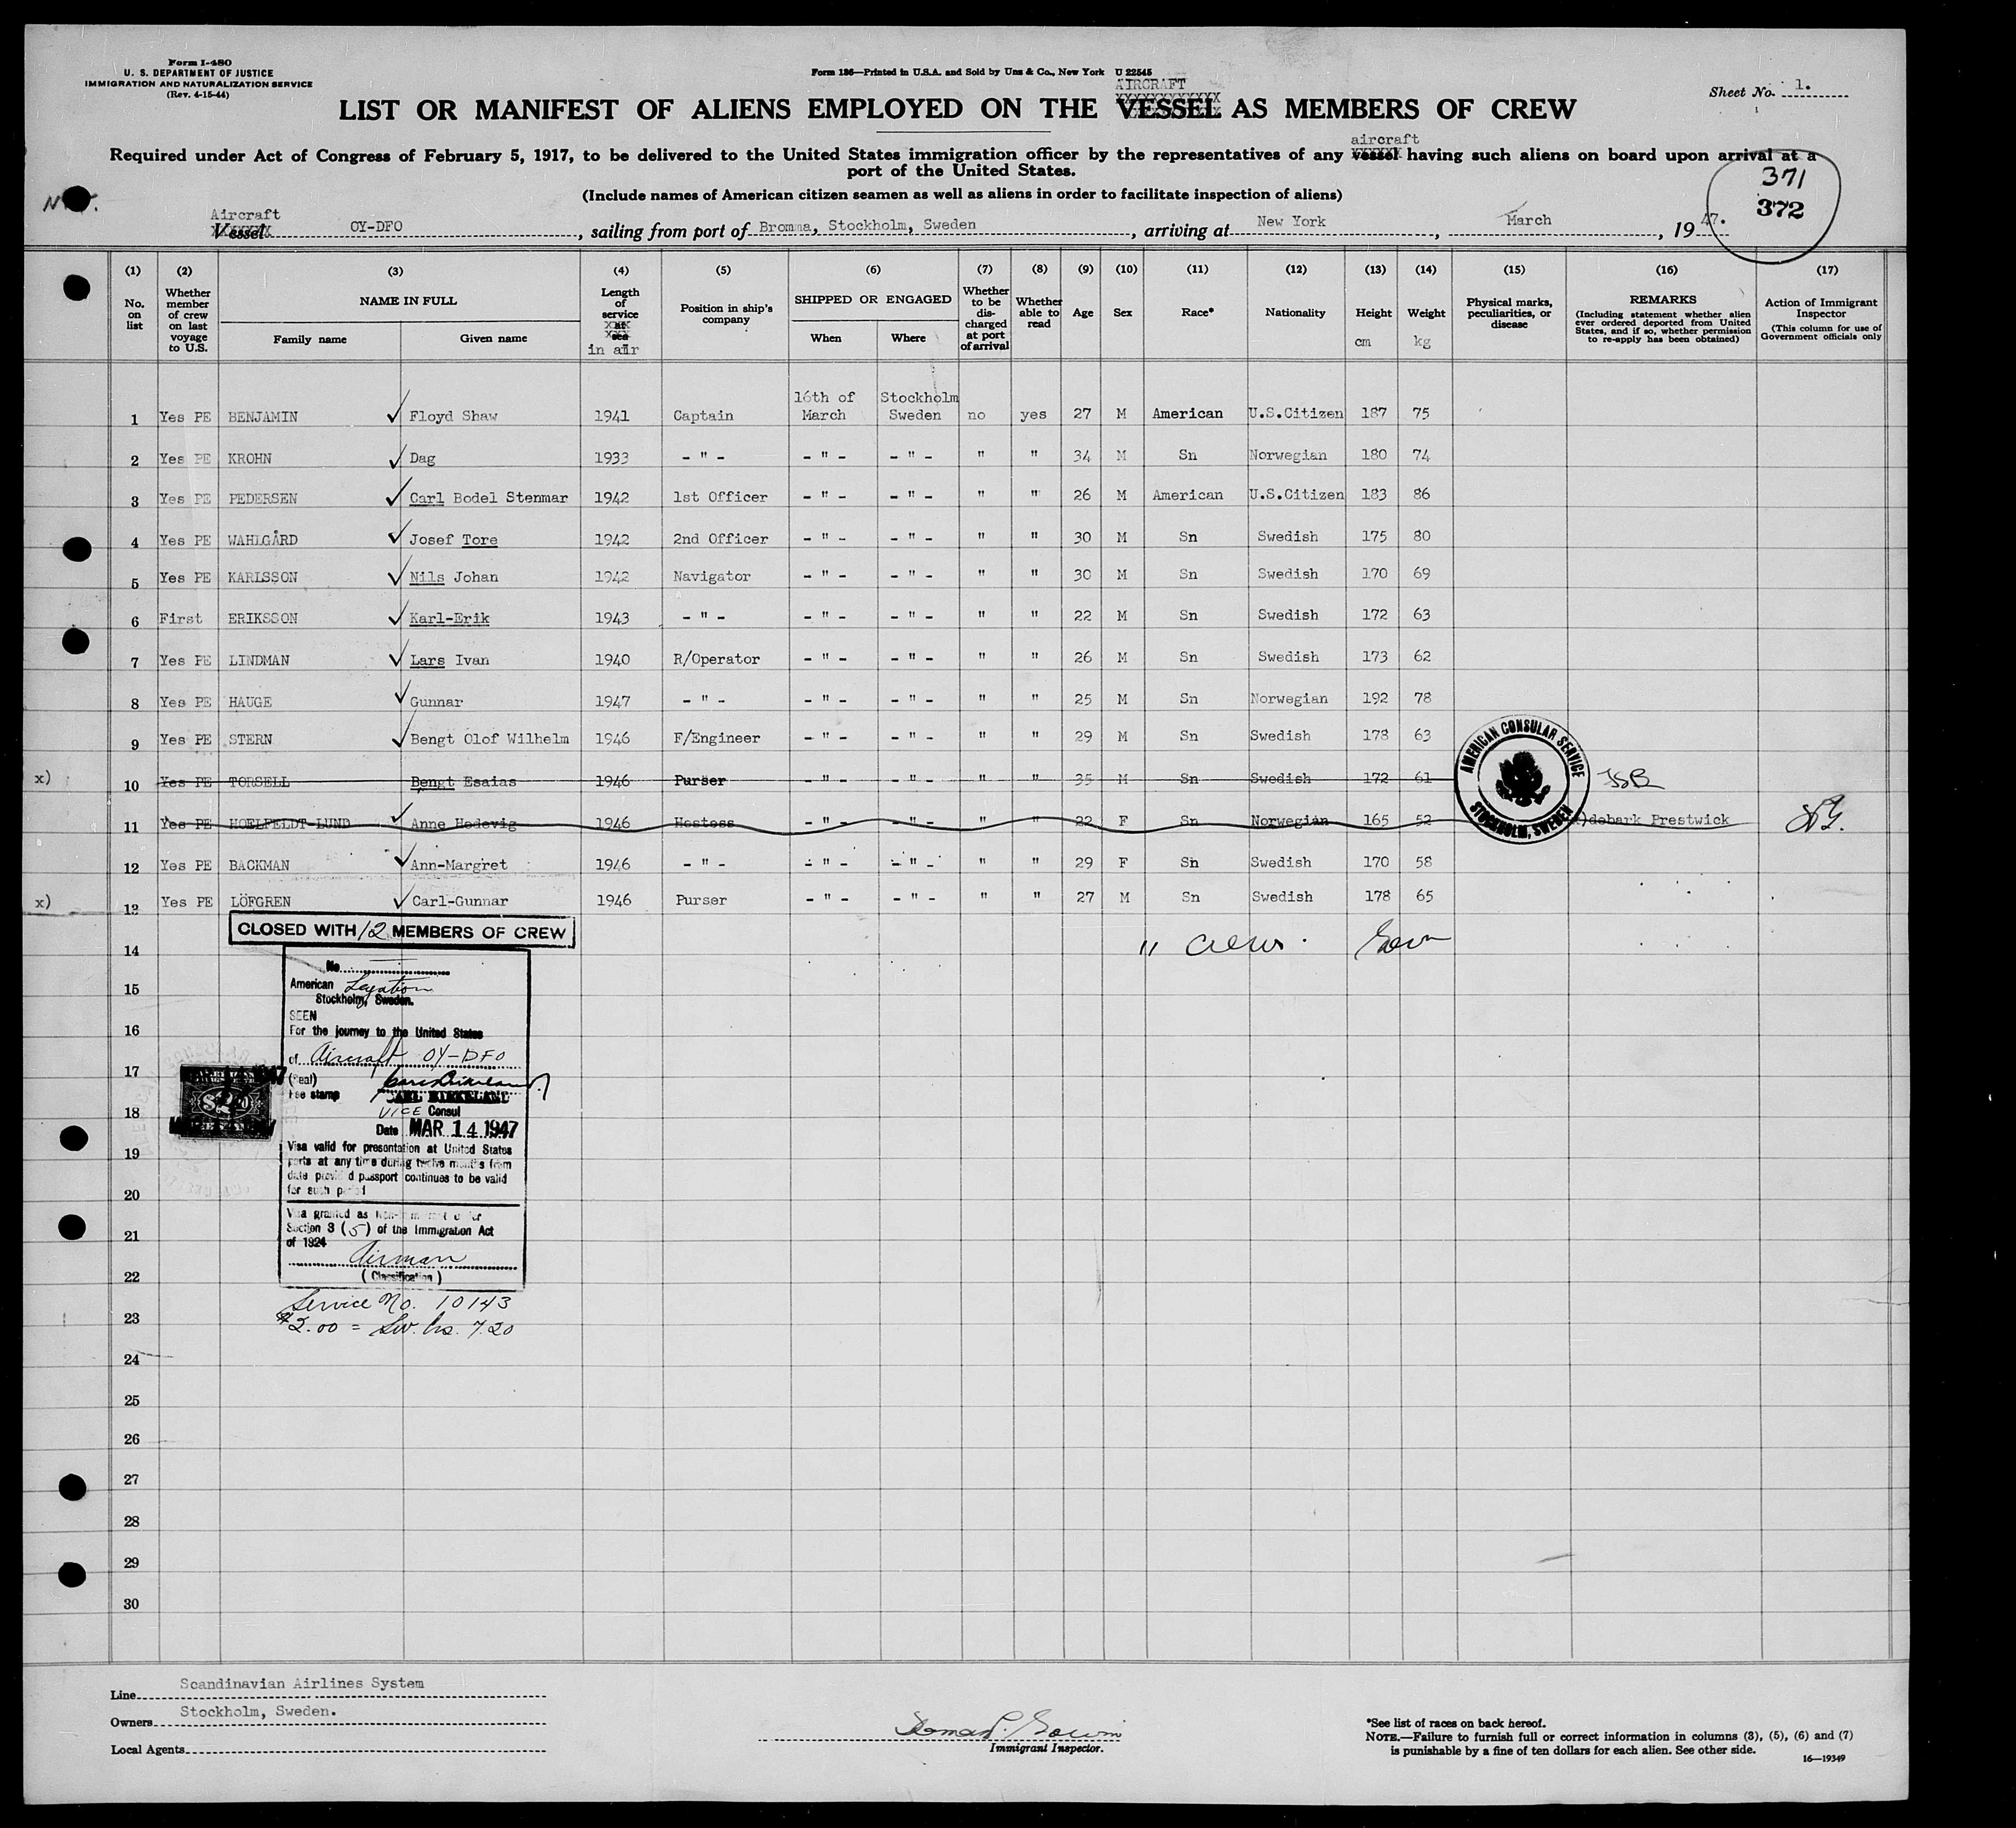 Form I-480
U. S. DEPARTMENT OF JUSTICE
IMMIGRATION AND NATURALIZATION SERVICE
(Rev. 4-15-44)
Form 136—Printed in U.S.A. and Sold by Unz & Co., New York U 22545
Sheet No. 1.
AIRCRAFT
LIST OR MANIFEST OF ALIENS EMPLOYED ON THE VESSEL AS MEMBERS OF CREW
aircraft
Required under Act of Congress of February 5, 1917, to be delivered to the United States immigration officer by the representatives of any vessel having such aliens on board upon arrival at a
port of the United States.
(Include names of American citizen seamen as well as aliens in order to facilitate inspection of aliens)
371
372
Aircraft
Vessel OY-DFO, sailing from port of Bromma, Stockholm, Sweden, arriving at New York, March, 1947.
(1) No. on list
(2) Whether member of crew on last voyage to U.S.
(3) NAME IN FULL
Family name Given name
(4) Length of service at sea in air
(5) Position in ship's company
(6) SHIPPED OR ENGAGED
When Where
(7) Whether to be discharged at port of arrival
(8) Whether able to read
(9) Age
(10) Sex
(11) Race*
(12) Nationality
(13) Height cm
(14) Weight kg
(15) Physical marks, peculiarities, or disease
(16) REMARKS
(Including statement whether alien ever ordered deported from United States, and if so, whether permission to re-apply has been obtained)
(17) Action of Immigrant Inspector
(This column for use of Government officials only
1 Yes PE BENJAMIN Floyd Shaw 1941 Captain 16th of March Stockholm Sweden no yes 27 M American U.S.Citizen 187 75
2 Yes PE KROHN Dag 1933 - " - - " - - " - " " 34 M Sn Norwegian 180 74
3 Yes PE PEDERSEN Carl Bodel Stenmar 1942 1st Officer - " - - " - " " 26 M American U.S.Citizen 183 86
4 Yes PE WAHLGÅRD Josef Tore 1942 2nd Officer - " - - " - " " 30 M Sn Swedish 175 80
5 Yes PE KARLSSON Nils Johan 1942 Navigator - " - - " - " " 30 M Sn Swedish 170 69
6 First ERIKSSON Karl-Erik 1943 - " - - " - - " - " " 22 M Sn Swedish 172 63
7 Yes PE LINDMAN Lars Ivan 1940 R/Operator - " - - " - " " 26 M Sn Swedish 173 62
8 Yes PE HAUGE Gunnar 1947 - " - - " - - " - " " 25 M Sn Norwegian 192 78
9 Yes PE STERN Bengt Olof Wilhelm 1946 F/Engineer - " - - " - " " 29 M Sn Swedish 178 63
x) 10 Yes PE TORSELL Bengt Esaias 1946 Purser - " - - " - " " 35 M Sn Swedish 172 61
11 Yes PE HOELFELDT-LUND Anne Hedevig 1946 Hostess - " - - " - " " 22 F Sn Norwegian 165 52 )debark Prestwick
12 Yes PE BACKMAN Ann-Margret 1946 - " - - " - - " - " " 29 F Sn Swedish 170 58
x) 13 Yes PE LÖFGREN Carl-Gunnar 1946 Purser - " - - " - " " 27 M Sn Swedish 178 65
AMERICAN CONSULAR SERVICE
STOCKHOLM, SWEDEN
CLOSED WITH 12 MEMBERS OF CREW
14
15
16
17
18
19
20
21
22
23
24
25
26
27
28
29
30
No.
American Legation
Stockholm, Sweden.
SEEN
For the journey to the United States
of Aircraft OY-DFO
(Seal)
Fee stamp
CARL BIRKELAND
VICE Consul
Date MAR 14 1947
Visa valid for presentation at United States
ports at any time during twelve months from
date provided passport continues to be valid
for such period
Visa granted as non-immigrant under
Section 3 (5) of the Immigration Act
of 1924
Airman
(Classification)
Service No. 10143
$2.00 = Sw. krs. 7.20
Line Scandinavian Airlines System
Owners Stockholm, Sweden.
Local Agents
Immigrant Inspector.
*See list of races on back hereof.
NOTE.—Failure to furnish full or correct information in columns (3), (5), (6) and (7)
is punishable by a fine of ten dollars for each alien. See other side.
16—19349